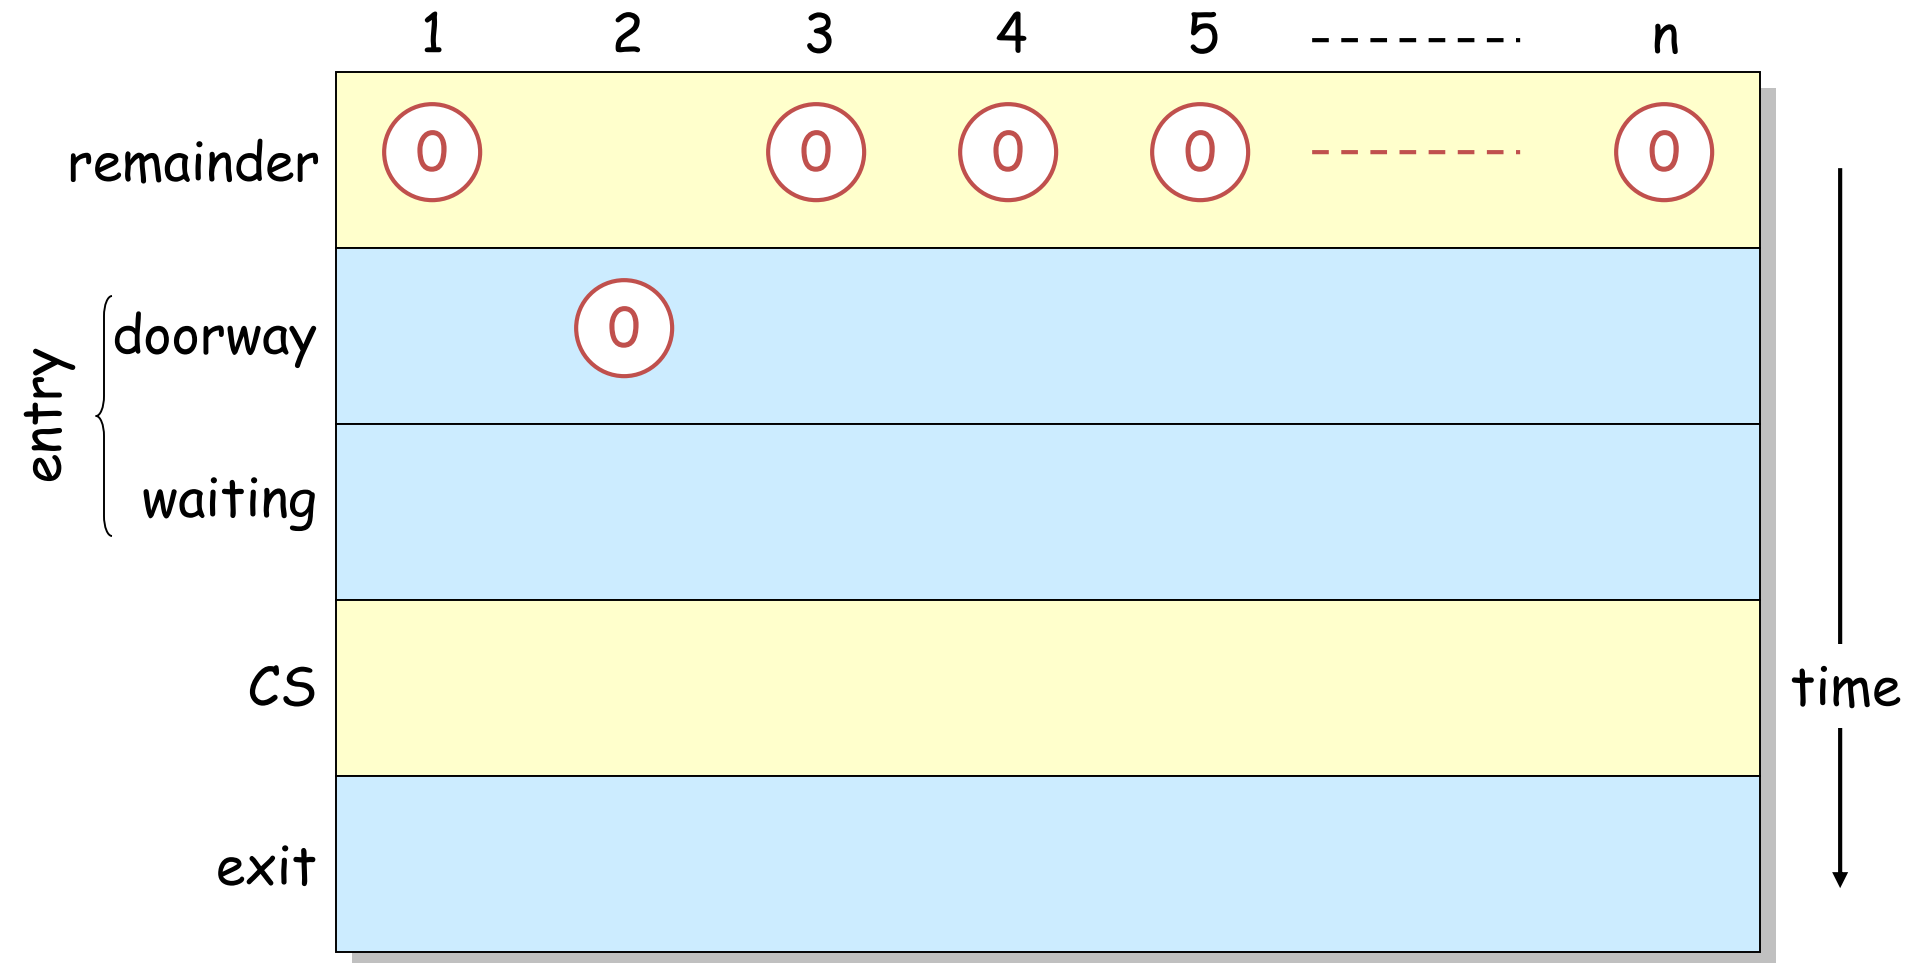 1 2 3 4 5 n
remainder 0 0 0 0 0
entry
doorway 0
waiting
CS
time
exit